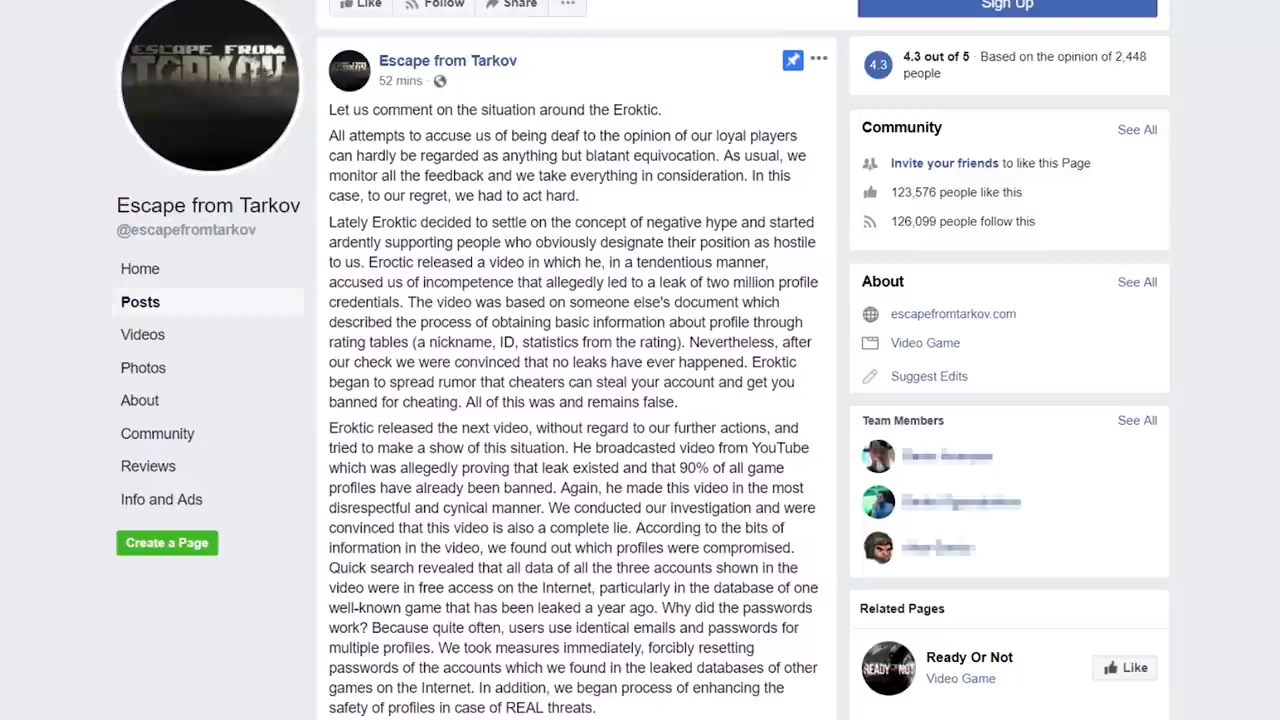 Like
Follow
Share
Sign Up
ESCAPE FROM
TARKOV
Escape from Tarkov
@escapefromtarkov
Home
Posts
Videos
Photos
About
Community
Reviews
Info and Ads
Create a Page
Escape from Tarkov
52 mins ·
Let us comment on the situation around the Eroktic.
All attempts to accuse us of being deaf to the opinion of our loyal players
can hardly be regarded as anything but blatant equivocation. As usual, we
monitor all the feedback and we take everything in consideration. In this
case, to our regret, we had to act hard.
Lately Eroktic decided to settle on the concept of negative hype and started
ardently supporting people who obviously designate their position as hostile
to us. Eroctic released a video in which he, in a tendentious manner,
accused us of incompetence that allegedly led to a leak of two million profile
credentials. The video was based on someone else's document which
described the process of obtaining basic information about profile through
rating tables (a nickname, ID, statistics from the rating). Nevertheless, after
our check we were convinced that no leaks have ever happened. Eroktic
began to spread rumor that cheaters can steal your account and get you
banned for cheating. All of this was and remains false.
Eroktic released the next video, without regard to our further actions, and
tried to make a show of this situation. He broadcasted video from YouTube
which was allegedly proving that leak existed and that 90% of all game
profiles have already been banned. Again, he made this video in the most
disrespectful and cynical manner. We conducted our investigation and were
convinced that this video is also a complete lie. According to the bits of
information in the video, we found out which profiles were compromised.
Quick search revealed that all data of all the three accounts shown in the
video were in free access on the Internet, particularly in the database of one
well-known game that has been leaked a year ago. Why did the passwords
work? Because quite often, users use identical emails and passwords for
multiple profiles. We took measures immediately, forcibly resetting
passwords of the accounts which we found in the leaked databases of other
games on the Internet. In addition, we began process of enhancing the
safety of profiles in case of REAL threats.
4.3
4.3 out of 5 · Based on the opinion of 2,448
people
Community
See All
Invite your friends to like this Page
123,576 people like this
126,099 people follow this
About
See All
escapefromtarkov.com
Video Game
Suggest Edits
Team Members
See All
Related Pages
READY OR NOT
Ready Or Not
Video Game
Like